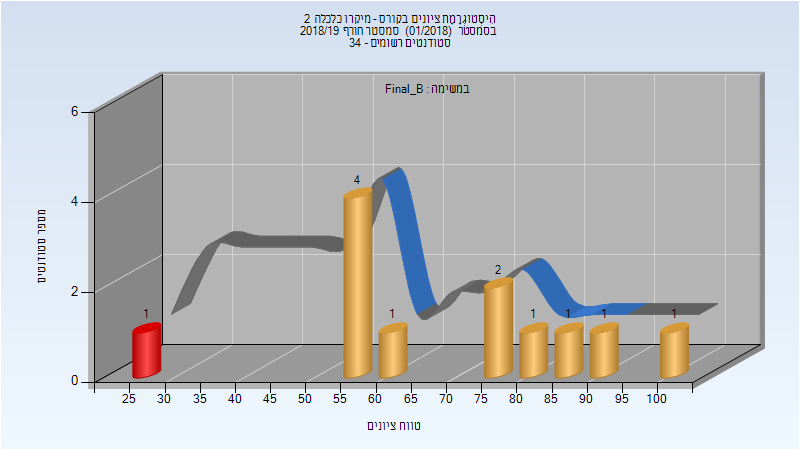 היסטוגרמת ציונים בקורס - מיקרו כלכלה 2
בסמסטר (01/2018) סמסטר חורף 2018/19
סטודנטים רשומים - 34
במשימה : Final_B
מספר סטודנטים
6
4
2
0
1
4
1
2
1
1
1
1
25 30 35 40 45 50 55 60 65 70 75 80 85 90 95 100
טווח ציונים